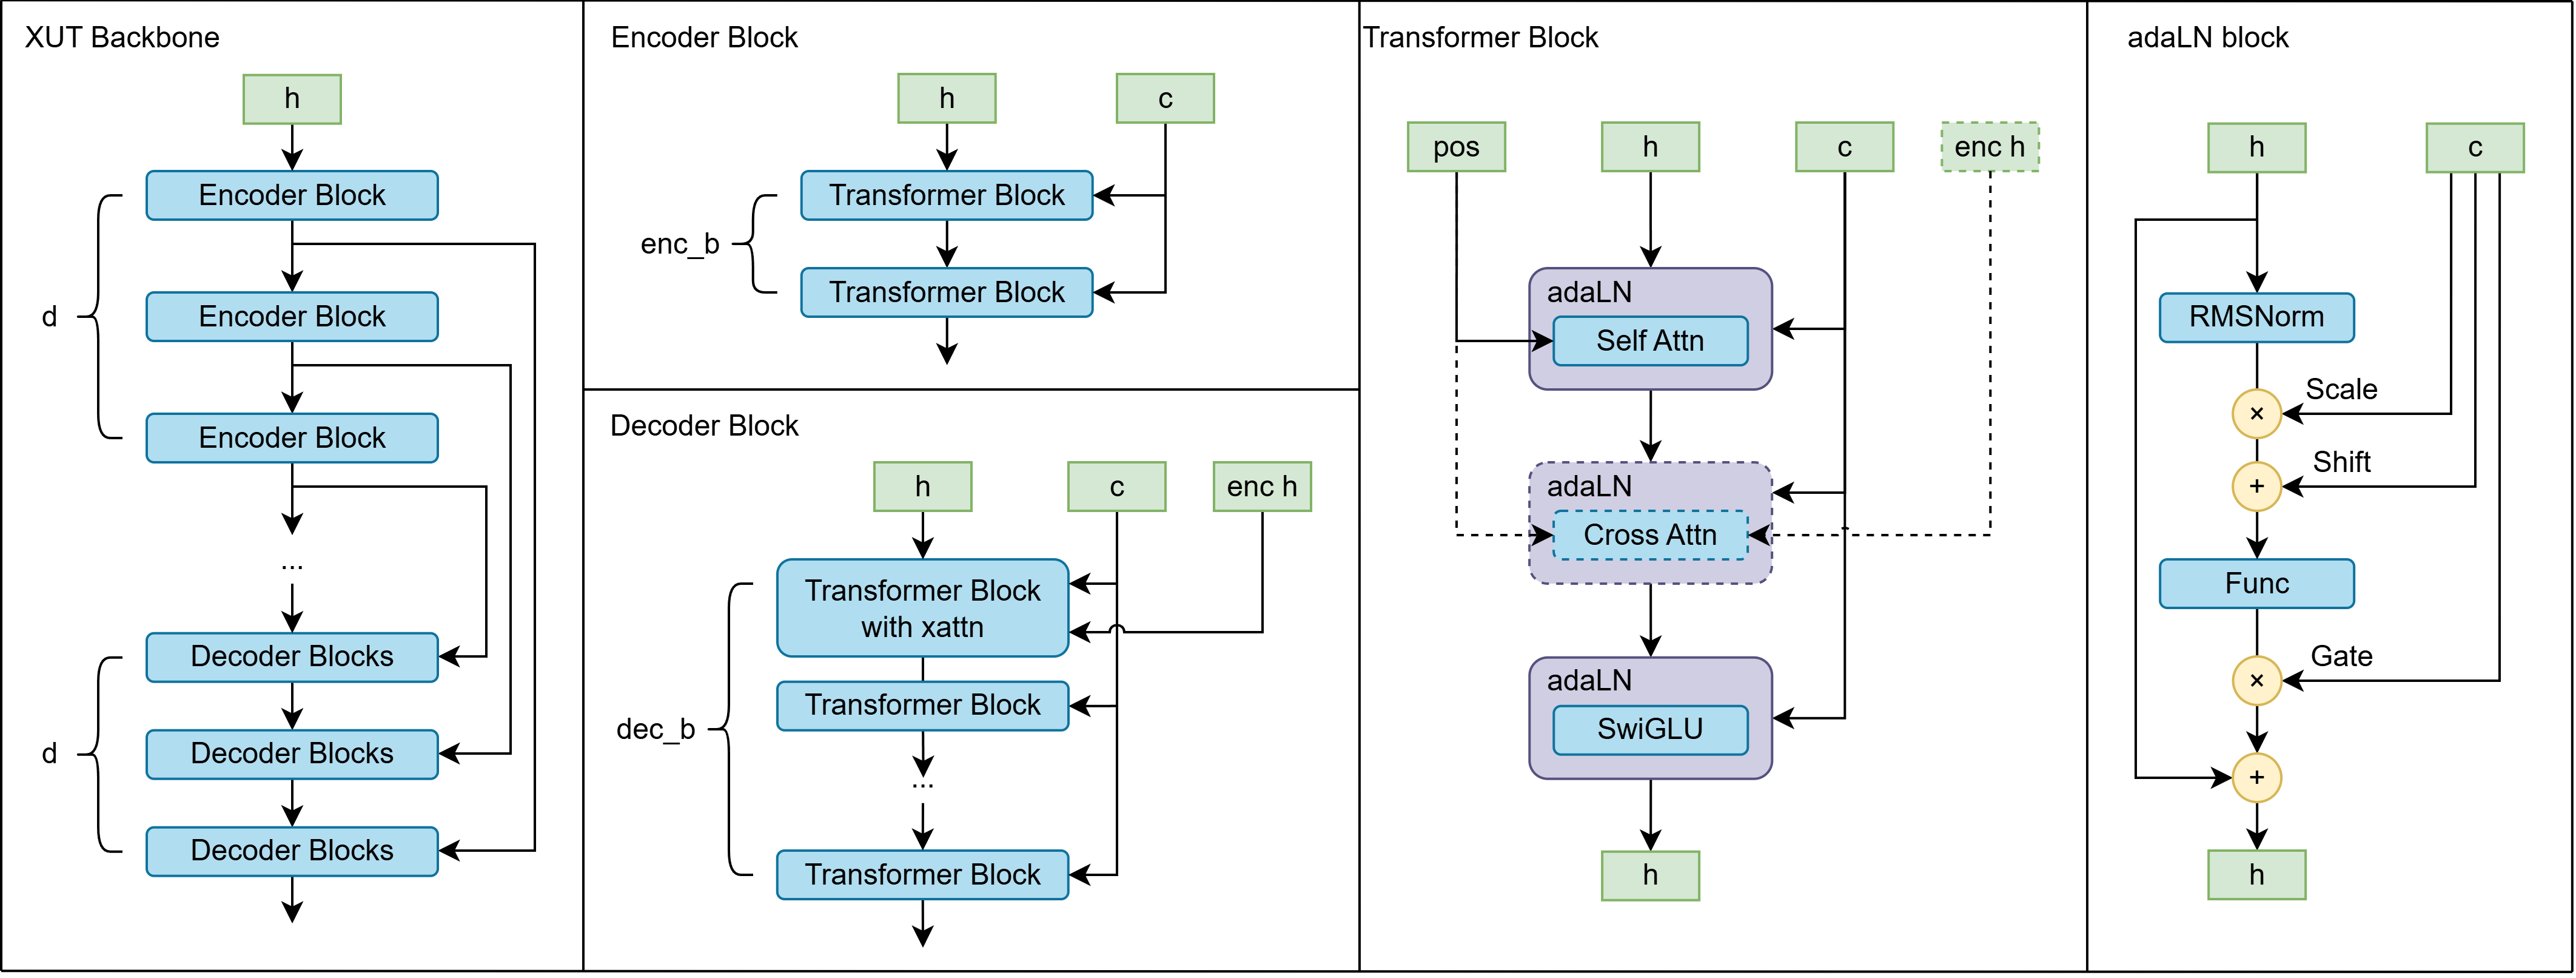 XUT Backbone
h
Encoder Block
Encoder Block
d
Encoder Block
...
Decoder Blocks
Decoder Blocks
d
Decoder Blocks
Encoder Block
h
c
Transformer Block
enc_b
Transformer Block
Decoder Block
h
c
enc h
Transformer Block
with xattn
Transformer Block
dec_b
...
Transformer Block
Transformer Block
pos
h
c
enc h
adaLN
Self Attn
adaLN
Cross Attn
adaLN
SwiGLU
h
adaLN block
h
c
RMSNorm
Scale
×
Shift
+
Func
Gate
×
+
h